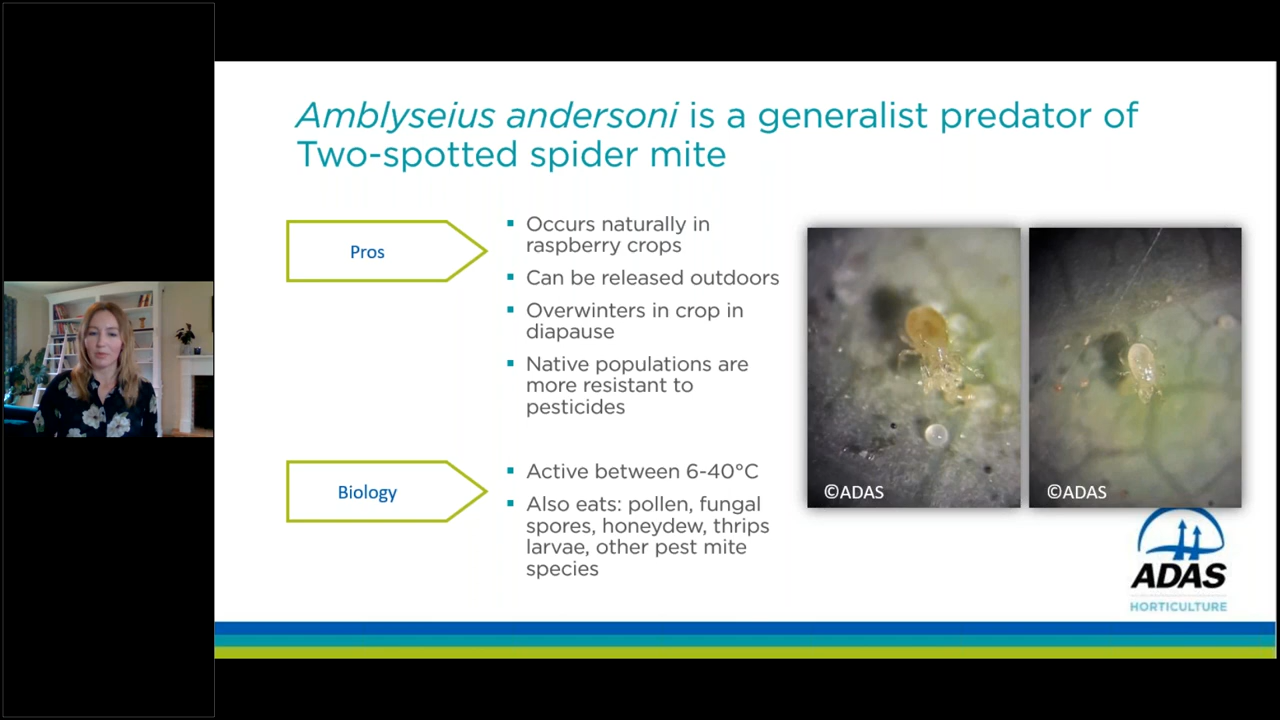 Amblyseius andersoni is a generalist predator of
Two-spotted spider mite
Pros
▪ Occurs naturally in
raspberry crops
▪ Can be released outdoors
▪ Overwinters in crop in
diapause
▪ Native populations are
more resistant to
pesticides
Biology
▪ Active between 6-40°C
▪ Also eats: pollen, fungal
spores, honeydew, thrips
larvae, other pest mite
species
©ADAS
©ADAS
ADAS
HORTICULTURE